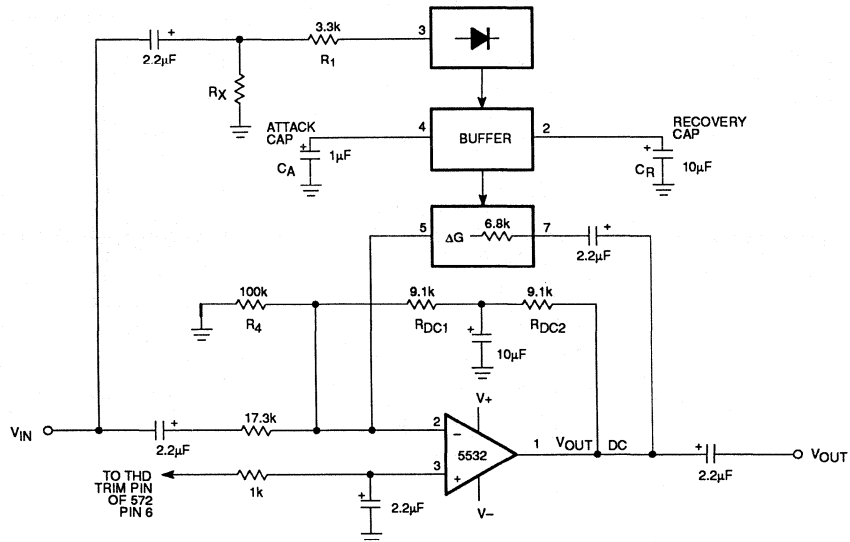 2.2µF
+
RX
3.3k
R1
3
ATTACK
CAP
+
1µF
CA
4
BUFFER
2
RECOVERY
CAP
+
CR
10µF
5
ΔG
6.8k
7
+
2.2µF
100k
R4
9.1k
RDC1
9.1k
RDC2
+
10µF
VIN
+
2.2µF
17.3k
2
−
V+
5532
3
+
V−
1
VOUT DC
+
2.2µF
VOUT
TO THD
TRIM PIN
OF 572
PIN 6
1k
+
2.2µF